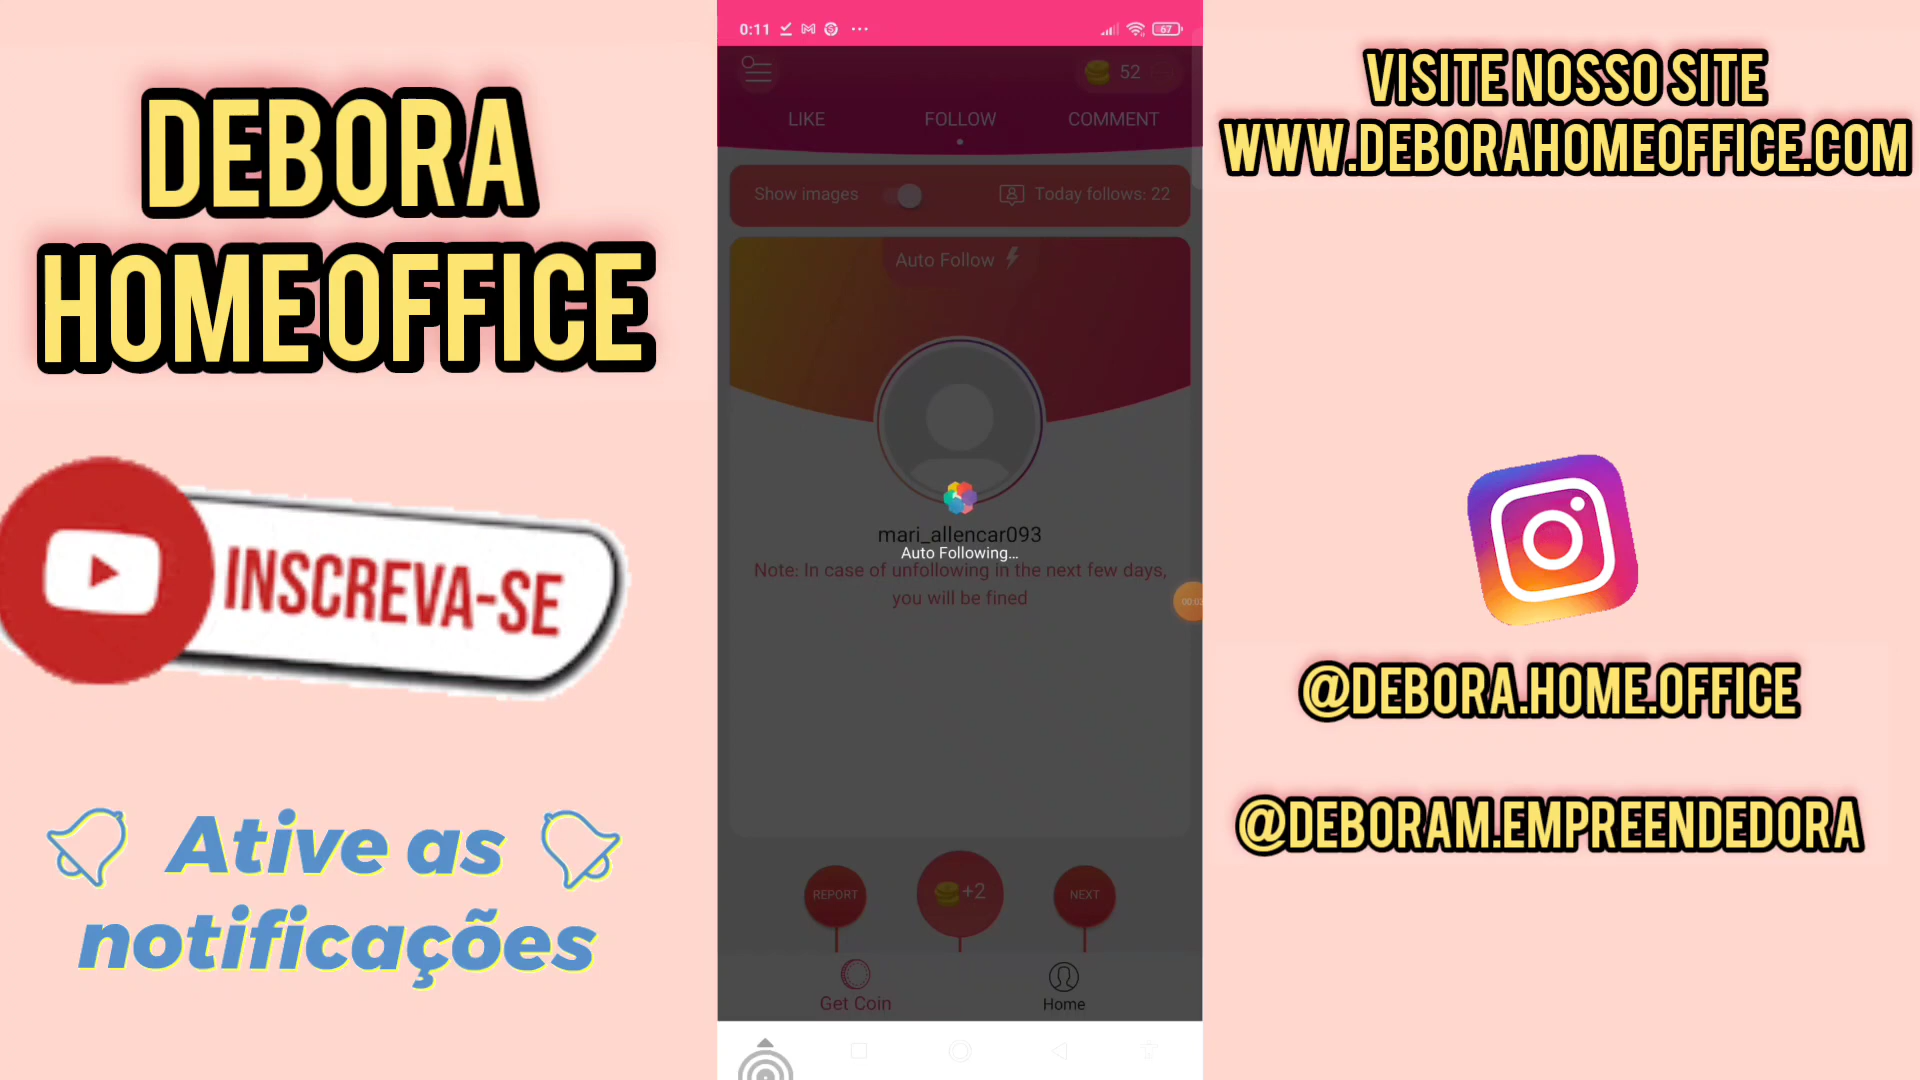 DEBORA
HOME OFFICE
INSCREVA-SE
Ative as
notificações
0:11
67
52
LIKE
FOLLOW
COMMENT
Show images
Today follows: 22
Auto Follow
mari_allencar093
Auto Following...
Note: In case of unfollowing in the next few days,
you will be fined
REPORT
+2
NEXT
Get Coin
Home
VISITE NOSSO SITE
WWW.DEBORAHOMEOFFICE.COM
@DEBORA.HOME.OFFICE
@DEBORAM.EMPREENDEDORA